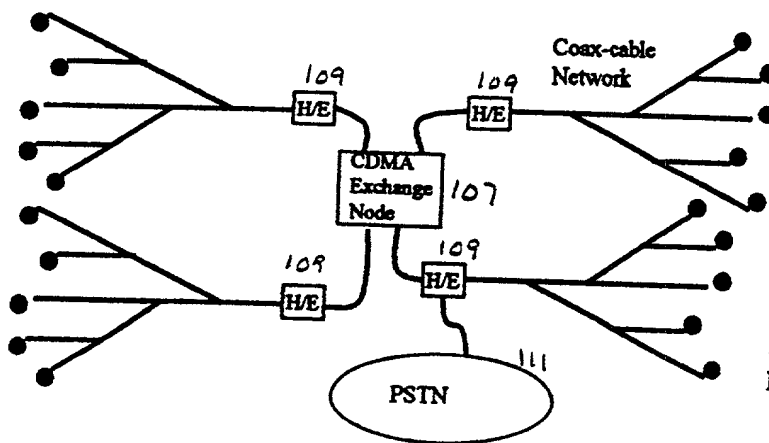 109
109
Coax-cable
Network
H/E
H/E
CDMA
Exchange
Node
107
109
109
H/E
H/E
111
PSTN